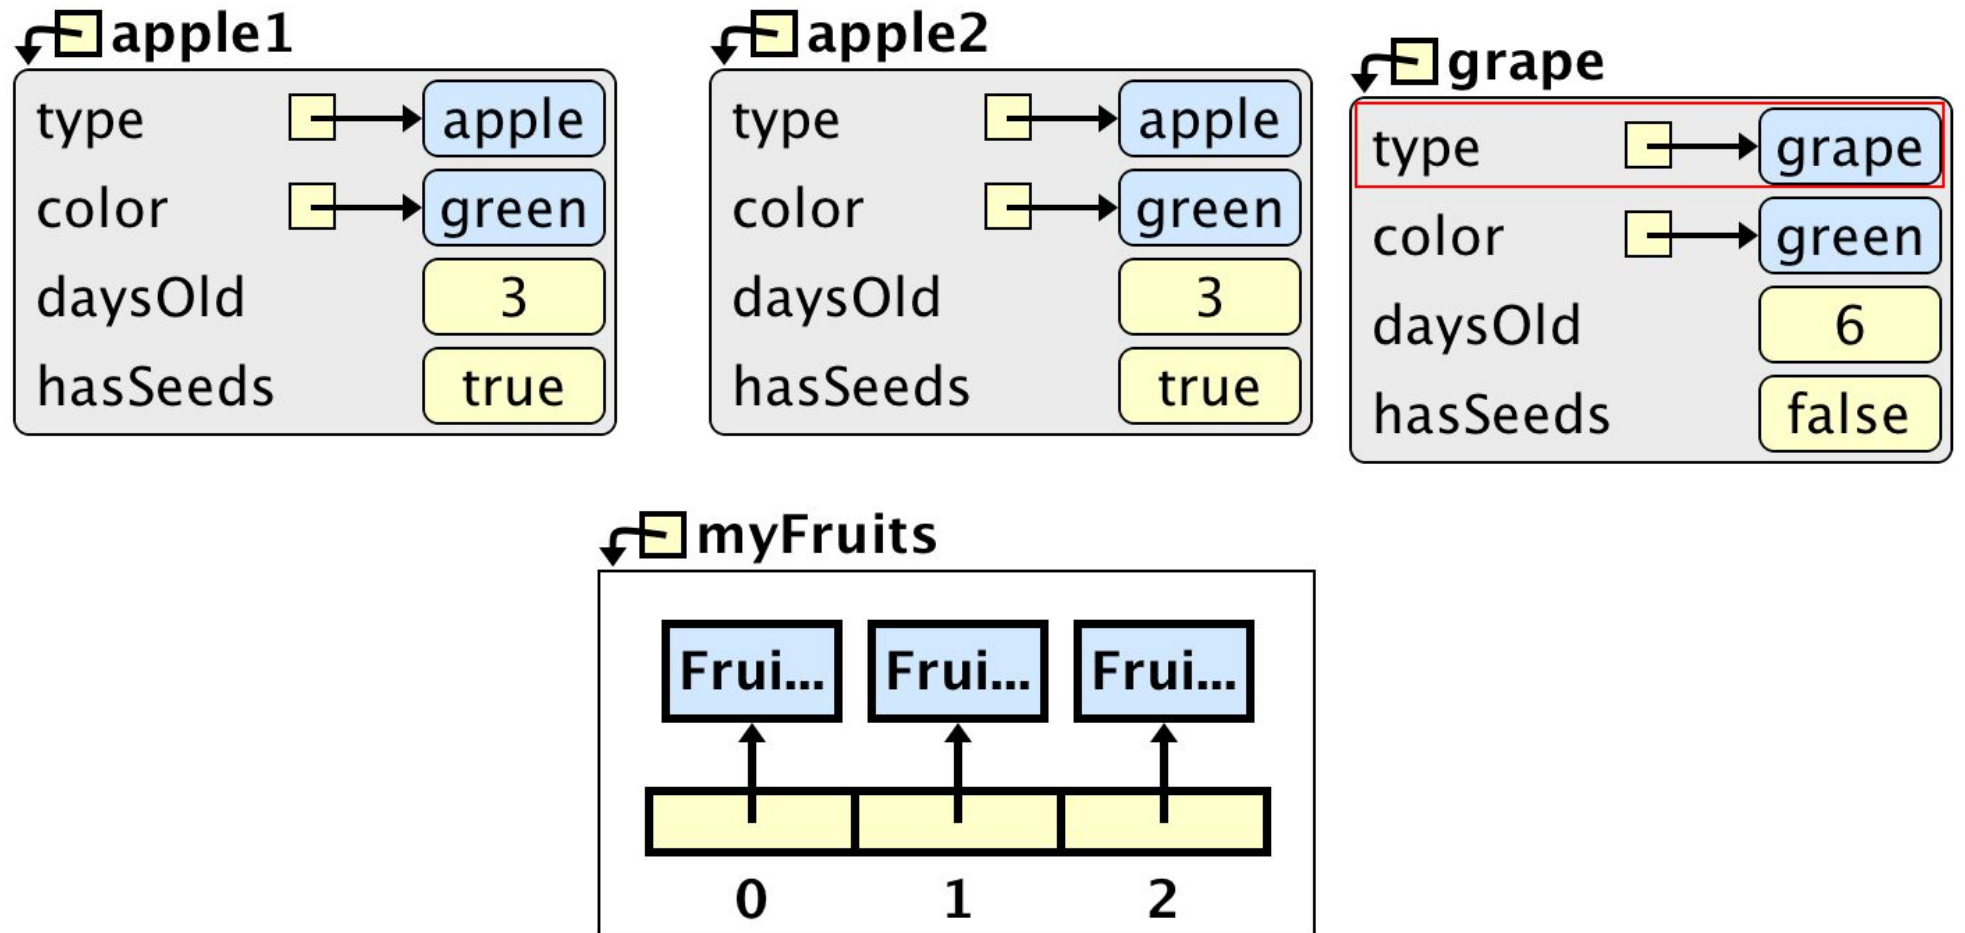 apple1
type apple
color green
daysOld 3
hasSeeds true
apple2
type apple
color green
daysOld 3
hasSeeds true
grape
type grape
color green
daysOld 6
hasSeeds false
myFruits
Frui... Frui... Frui...
0 1 2